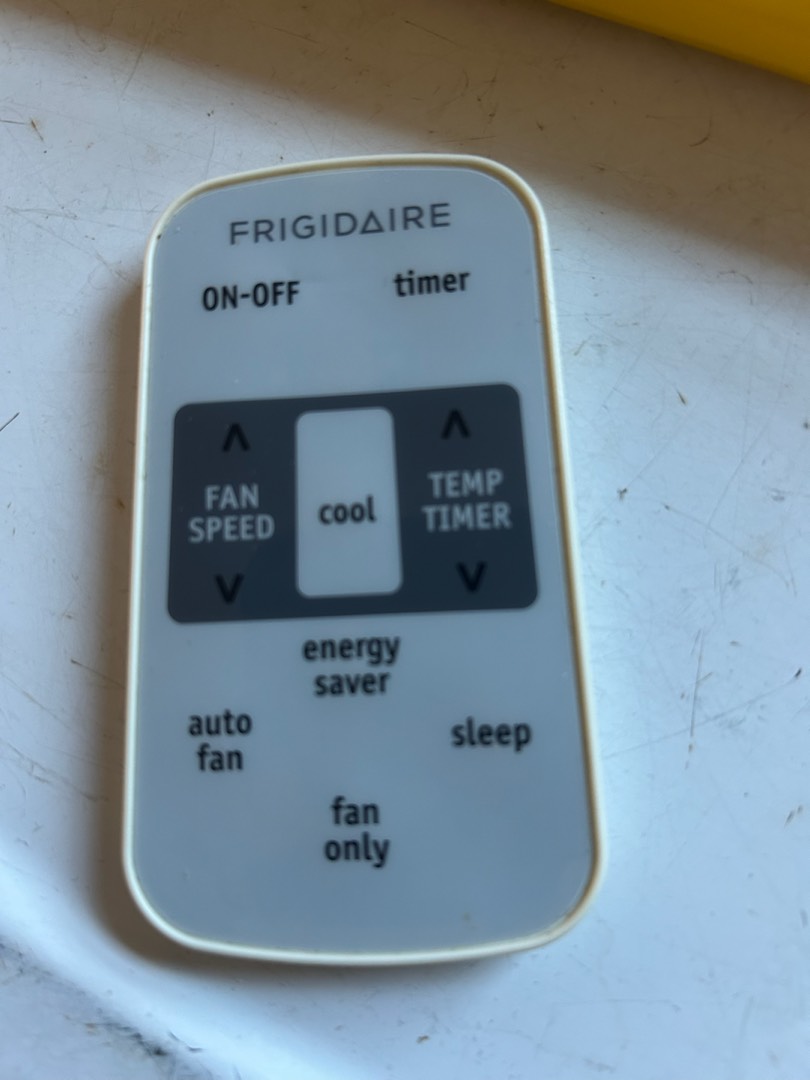 FRIGIDAIRE
ON-OFF timer
FAN
SPEED
cool
TEMP
TIMER
energy
saver
auto
fan
sleep
fan
only